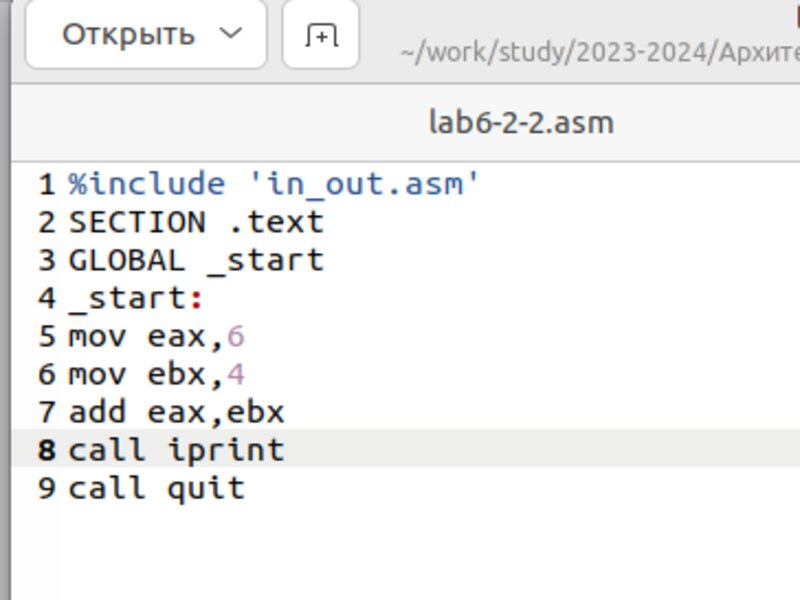 Открыть
~/work/study/2023-2024/Архите
lab6-2-2.asm
1 %include 'in_out.asm'
2 SECTION .text
3 GLOBAL _start
4 _start:
5 mov eax,6
6 mov ebx,4
7 add eax,ebx
8 call iprint
9 call quit